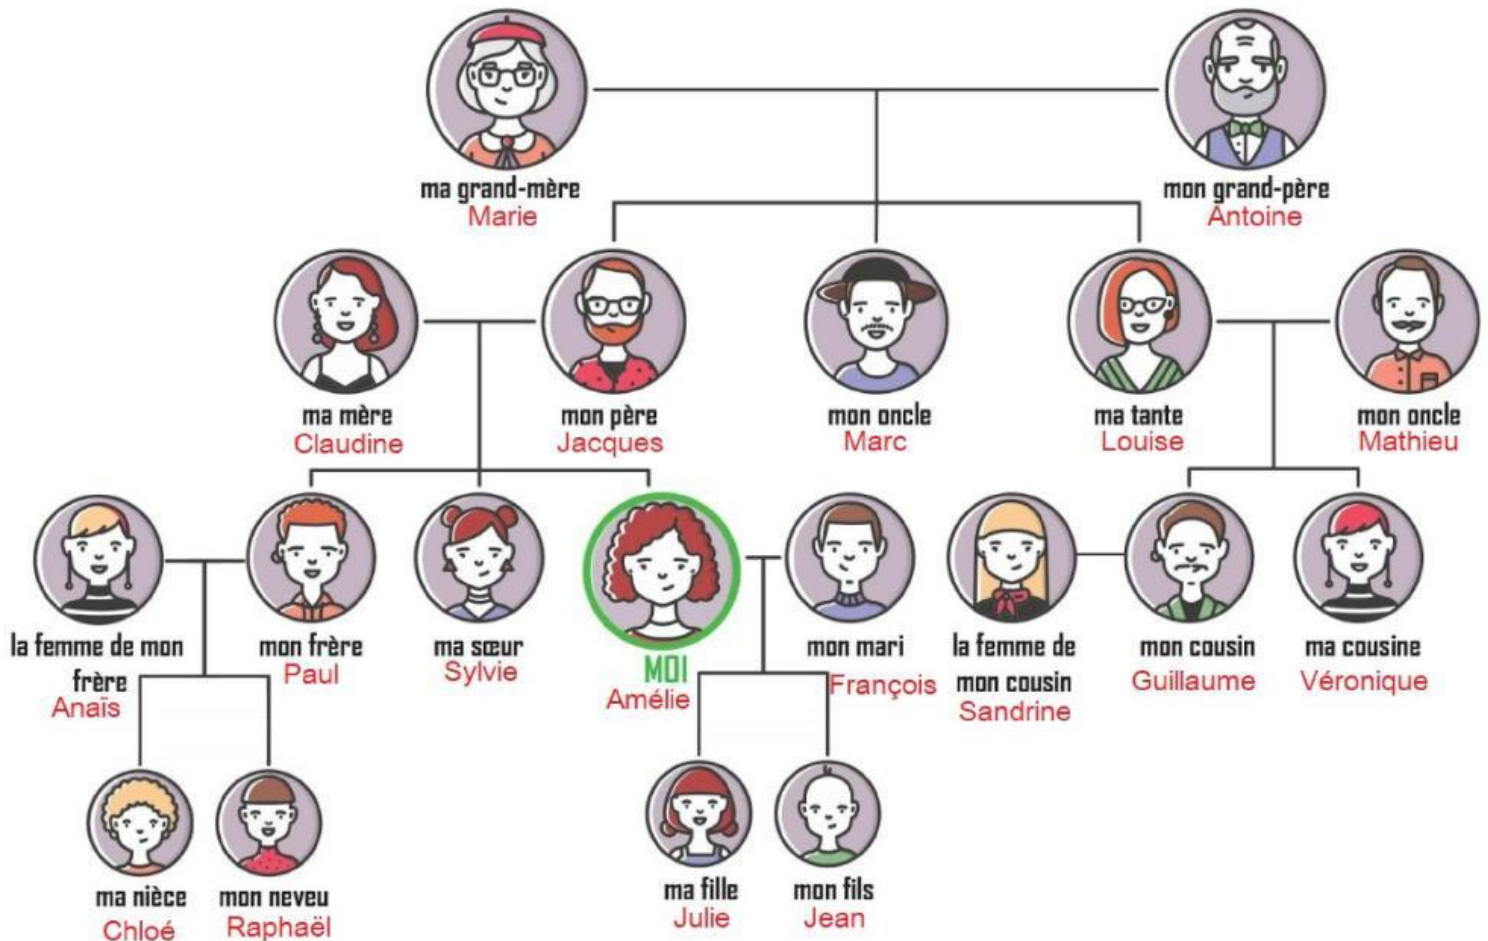 ma grand-mère
Marie
mon grand-père
Antoine
ma mère
Claudine
mon père
Jacques
mon oncle
Marc
ma tante
Louise
mon oncle
Mathieu
la femme de mon
frère
Anaïs
mon frère
Paul
ma sœur
Sylvie
MOI
Amélie
mon mari
François
la femme de
mon cousin
Sandrine
mon cousin
Guillaume
ma cousine
Véronique
ma nièce
Chloé
mon neveu
Raphaël
ma fille
Julie
mon fils
Jean